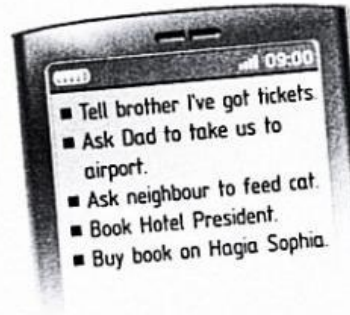 09:00
■ Tell brother I've got tickets.
■ Ask Dad to take us to
airport.
■ Ask neighbour to feed cat.
■ Book Hotel President.
■ Buy book on Hagia Sophia.